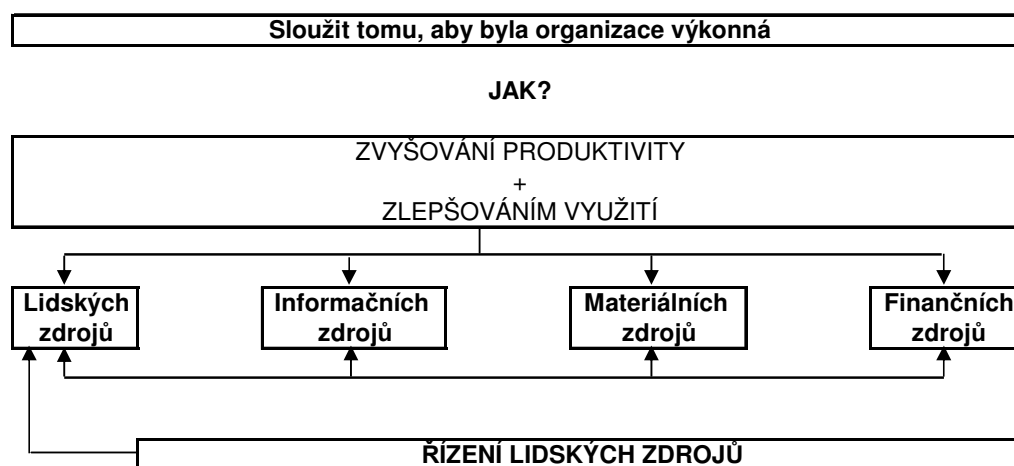 Sloužit tomu, aby byla organizace výkonná
JAK?
ZVYŠOVÁNÍ PRODUKTIVITY
+
ZLEPŠOVÁNÍM VYUŽITÍ
Lidských
zdrojů
Informačních
zdrojů
Materiálních
zdrojů
Finančních
zdrojů
ŘÍZENÍ LIDSKÝCH ZDROJŮ